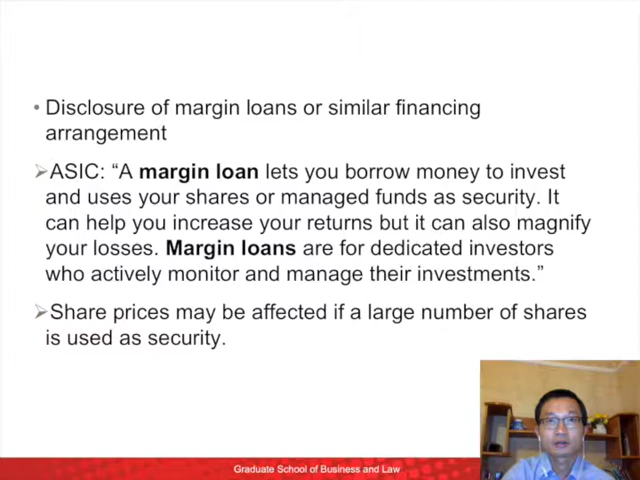 • Disclosure of margin loans or similar financing
arrangement
➢ASIC: “A margin loan lets you borrow money to invest
and uses your shares or managed funds as security. It
can help you increase your returns but it can also magnify
your losses. Margin loans are for dedicated investors
who actively monitor and manage their investments.”
➢Share prices may be affected if a large number of shares
is used as security.
Graduate School of Business and Law